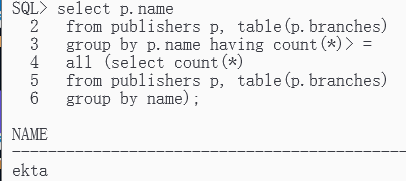 SQL> select p.name
2 from publishers p, table(p.branches)
3 group by p.name having count(*)> =
4 all (select count(*)
5 from publishers p, table(p.branches)
6 group by name);
NAME
--------------------------------------------
ekta